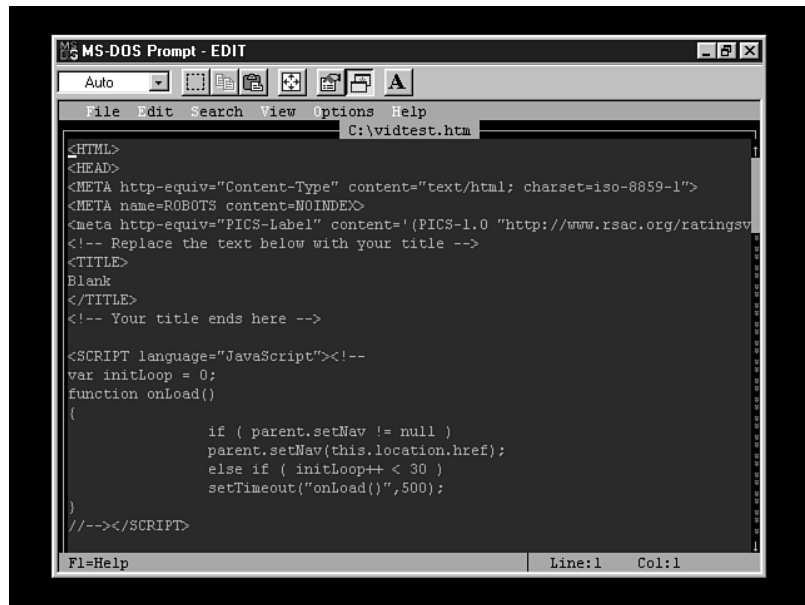 MS-DOS Prompt - EDIT
Auto
A
File Edit Search View Options Help
C:\vidtest.htm
<HTML>
<HEAD>
<META http-equiv="Content-Type" content="text/html; charset=iso-8859-1">
<META name=ROBOTS content=NOINDEX>
<meta http-equiv="PICS-Label" content='(PICS-1.0 "http://www.rsac.org/ratingsv
<!-- Replace the text below with your title -->
<TITLE>
Blank
</TITLE>
<!-- Your title ends here -->
<SCRIPT language="JavaScript"><!--
var initLoop = 0;
function onLoad()
{
if ( parent.setNav != null )
parent.setNav(this.location.href);
else if ( initLoop++ < 30 )
setTimeout("onLoad()",500);
}
//--></SCRIPT>
F1=Help Line:1 Col:1